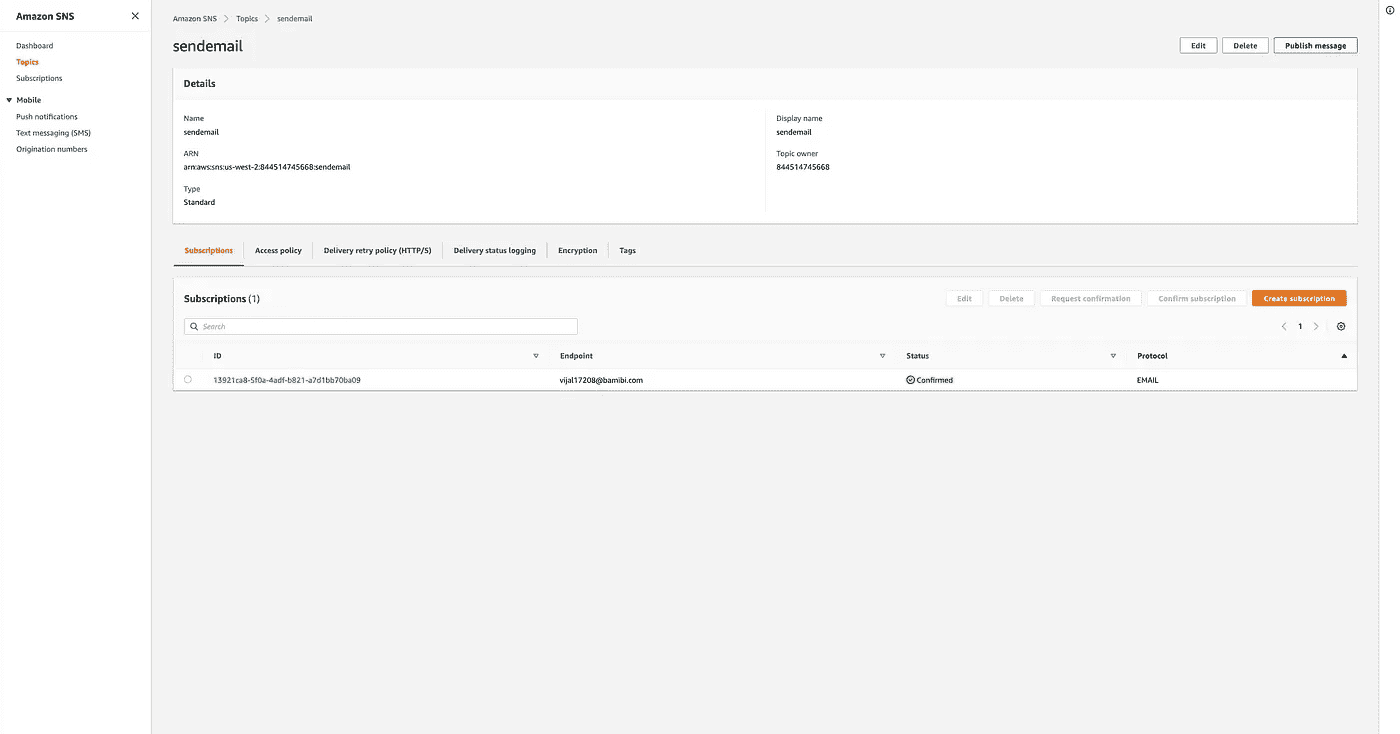 Amazon SNS
Dashboard
Topics
Subscriptions
Mobile
Push notifications
Text messaging (SMS)
Origination numbers
Amazon SNS Topics sendemail
sendemail
Edit Delete Publish message
Details
Name
sendemail
ARN
arn:aws:sns:us-west-2:844514745668:sendemail
Type
Standard
Display name
sendemail
Topic owner
844514745668
Subscriptions Access policy Delivery retry policy (HTTP/S) Delivery status logging Encryption Tags
Subscriptions (1)
Edit Delete Request confirmation Confirm subscription Create subscription
Search
1
ID Endpoint Status Protocol
13921ca8-5f0a-4adf-b821-a7d1bb70ba09 vijal17208@bamibi.com Confirmed EMAIL